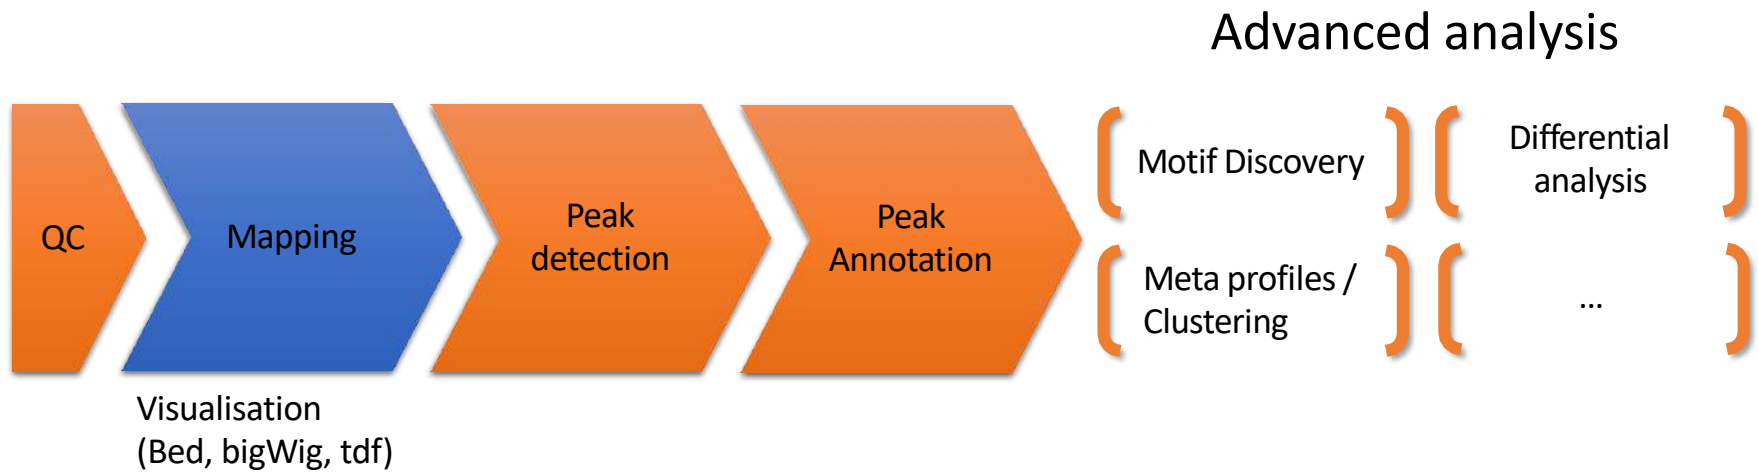 Advanced analysis
QC
Mapping
Peak
detection
Peak
Annotation
Motif Discovery
Differential
analysis
Meta profiles /
Clustering
...
Visualisation
(Bed, bigWig, tdf)